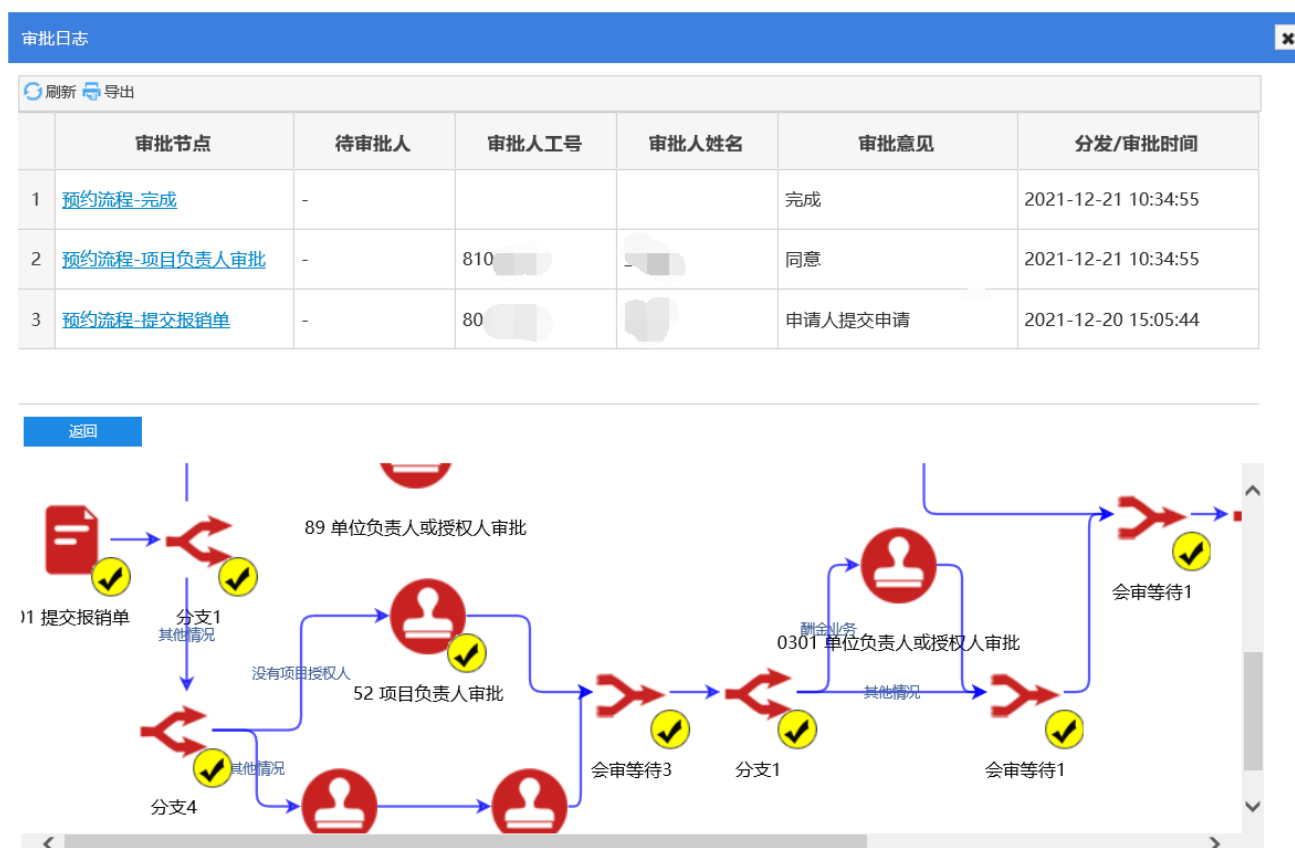 审批日志
刷新 导出
审批节点 待审批人 审批人工号 审批人姓名 审批意见 分发/审批时间
1 预约流程-完成 - 完成 2021-12-21 10:34:55
2 预约流程-项目负责人审批 - 810 同意 2021-12-21 10:34:55
3 预约流程-提交报销单 - 80 申请人提交申请 2021-12-20 15:05:44
返回
89 单位负责人或授权人审批
会审等待1
1 提交报销单 分支1
其他情况
酬金业务
0301 单位负责人或授权人审批
没有项目授权人
52 项目负责人审批
其他情况
其他情况
会审等待3 分支1 会审等待1
分支4